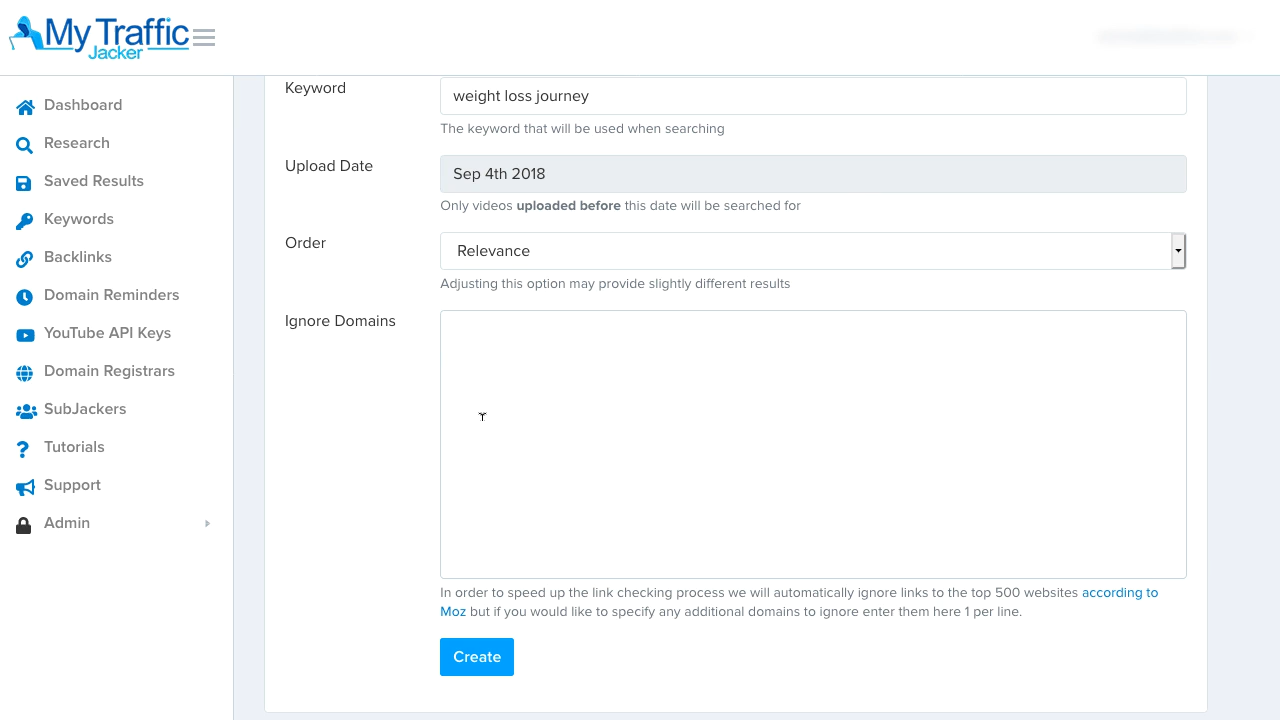 My Traffic
Jacker
Dashboard
Research
Saved Results
Keywords
Backlinks
Domain Reminders
YouTube API Keys
Domain Registrars
SubJackers
Tutorials
Support
Admin
Keyword
weight loss journey
The keyword that will be used when searching
Upload Date
Sep 4th 2018
Only videos uploaded before this date will be searched for
Order
Relevance
Adjusting this option may provide slightly different results
Ignore Domains
In order to speed up the link checking process we will automatically ignore links to the top 500 websites according to
Moz but if you would like to specify any additional domains to ignore enter them here 1 per line.
Create